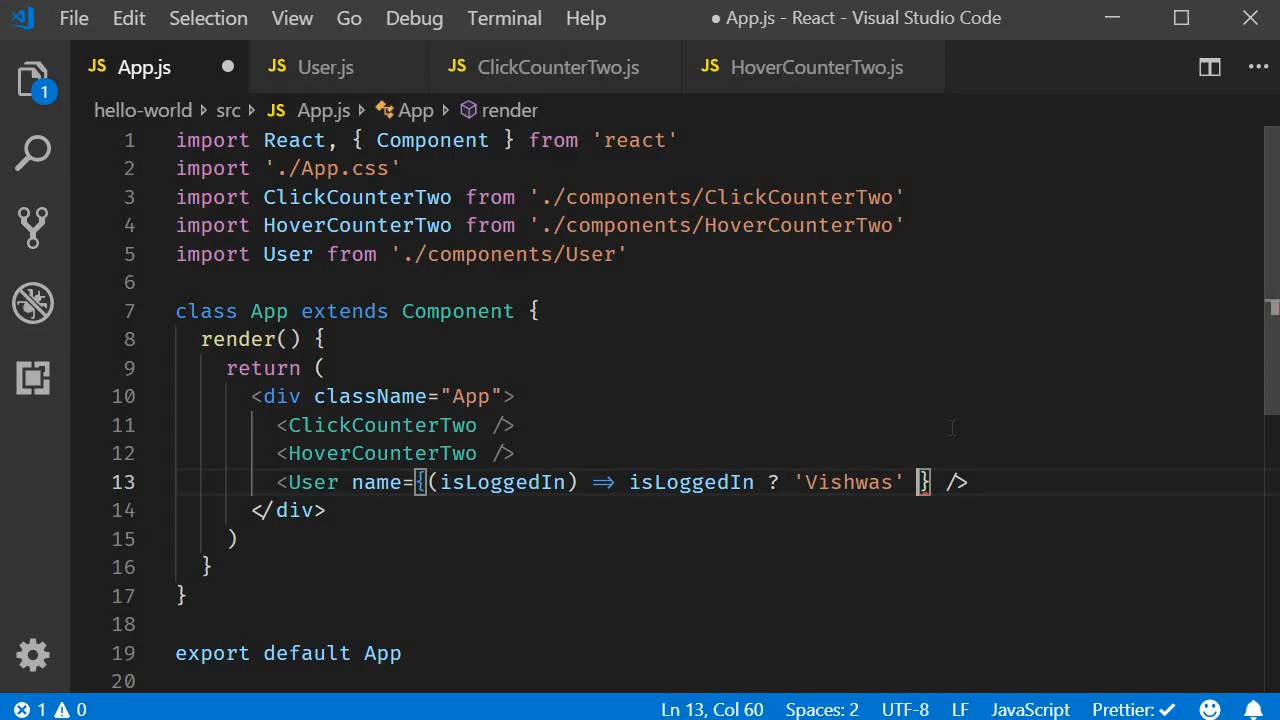 File Edit Selection View Go Debug Terminal Help ● App.js - React - Visual Studio Code
JS App.js ● JS User.js JS ClickCounterTwo.js JS HoverCounterTwo.js
1
hello-world › src › JS App.js › App › render
1 import React, { Component } from 'react'
2 import './App.css'
3 import ClickCounterTwo from './components/ClickCounterTwo'
4 import HoverCounterTwo from './components/HoverCounterTwo'
5 import User from './components/User'
6
7 class App extends Component {
8 render() {
9 return (
10 <div className="App">
11 <ClickCounterTwo />
12 <HoverCounterTwo />
13 <User name={(isLoggedIn) => isLoggedIn ? 'Vishwas' } />
14 </div>
15 )
16 }
17 }
18
19 export default App
20
1 0 Ln 13, Col 60 Spaces: 2 UTF-8 LF JavaScript Prettier: ✓